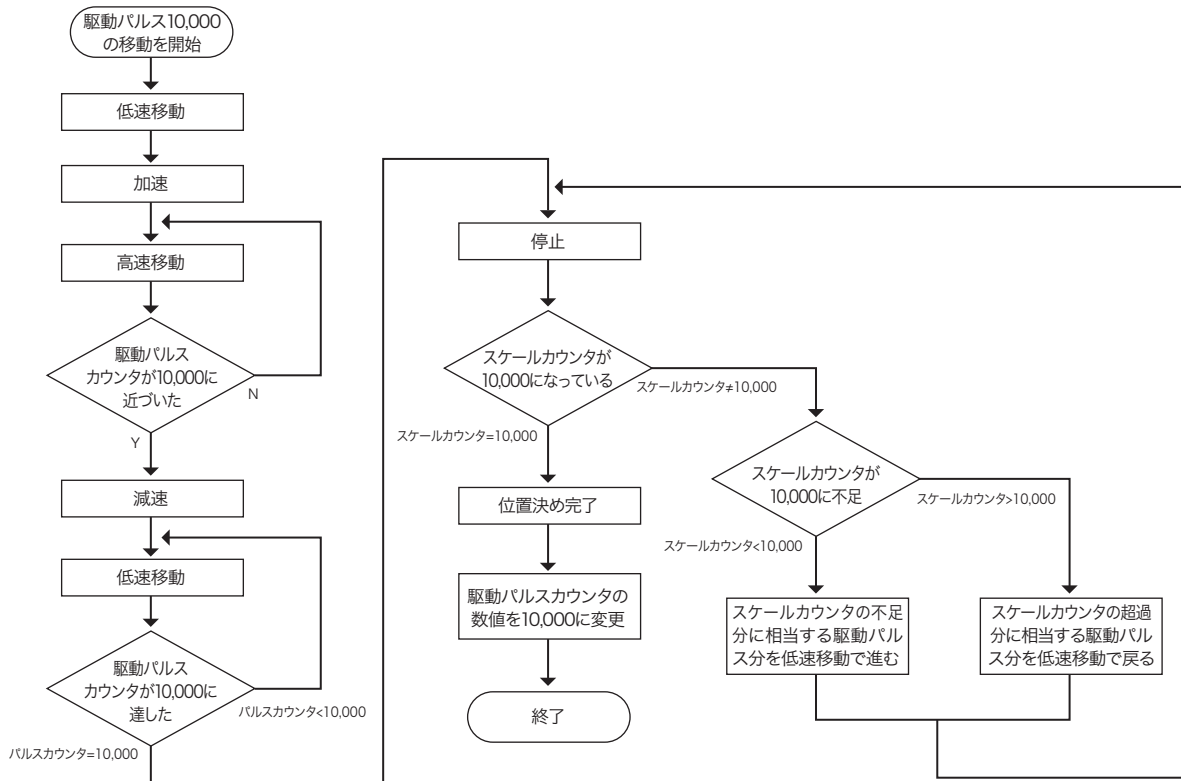 駆動パルス10,000
の移動を開始
低速移動
加速
高速移動
駆動パルス
カウンタが10,000に
近づいた
N
Y
減速
低速移動
駆動パルス
カウンタが10,000に
達した
パルスカウンタ<10,000
パルスカウンタ=10,000
停止
スケールカウンタが
10,000になっている
スケールカウンタ≠10,000
スケールカウンタ=10,000
位置決め完了
駆動パルスカウンタの
数値を10,000に変更
終了
スケールカウンタが
10,000に不足
スケールカウンタ>10,000
スケールカウンタ<10,000
スケールカウンタの不足
分に相当する駆動パル
ス分を低速移動で進む
スケールカウンタの超過
分に相当する駆動パル
ス分を低速移動で戻る